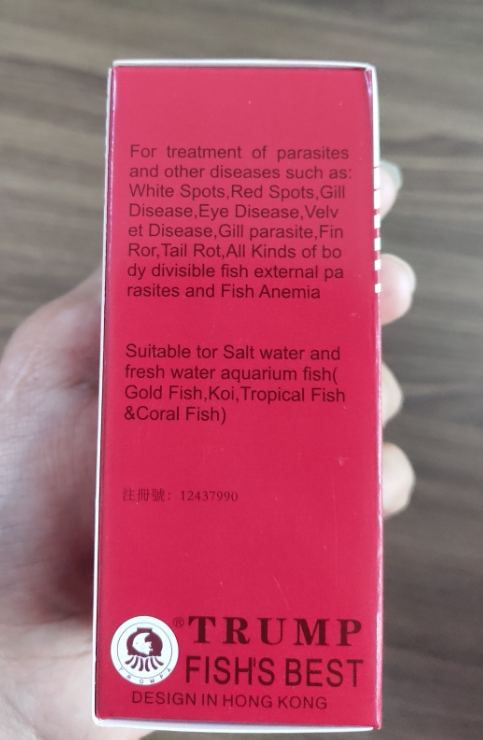 For treatment of parasites
and other diseases such as:
White Spots,Red Spots,Gill
Disease,Eye Disease,Velv
et Disease,Gill parasite,Fin
Ror,Tail Rot,All Kinds of bo
dy divisible fish external pa
rasites and Fish Anemia
Suitable tor Salt water and
fresh water aquarium fish(
Gold Fish,Koi,Tropical Fish
&Coral Fish)
注冊號: 12437990
®TRUMP
TRUMPF
FISH'S BEST
DESIGN IN HONG KONG